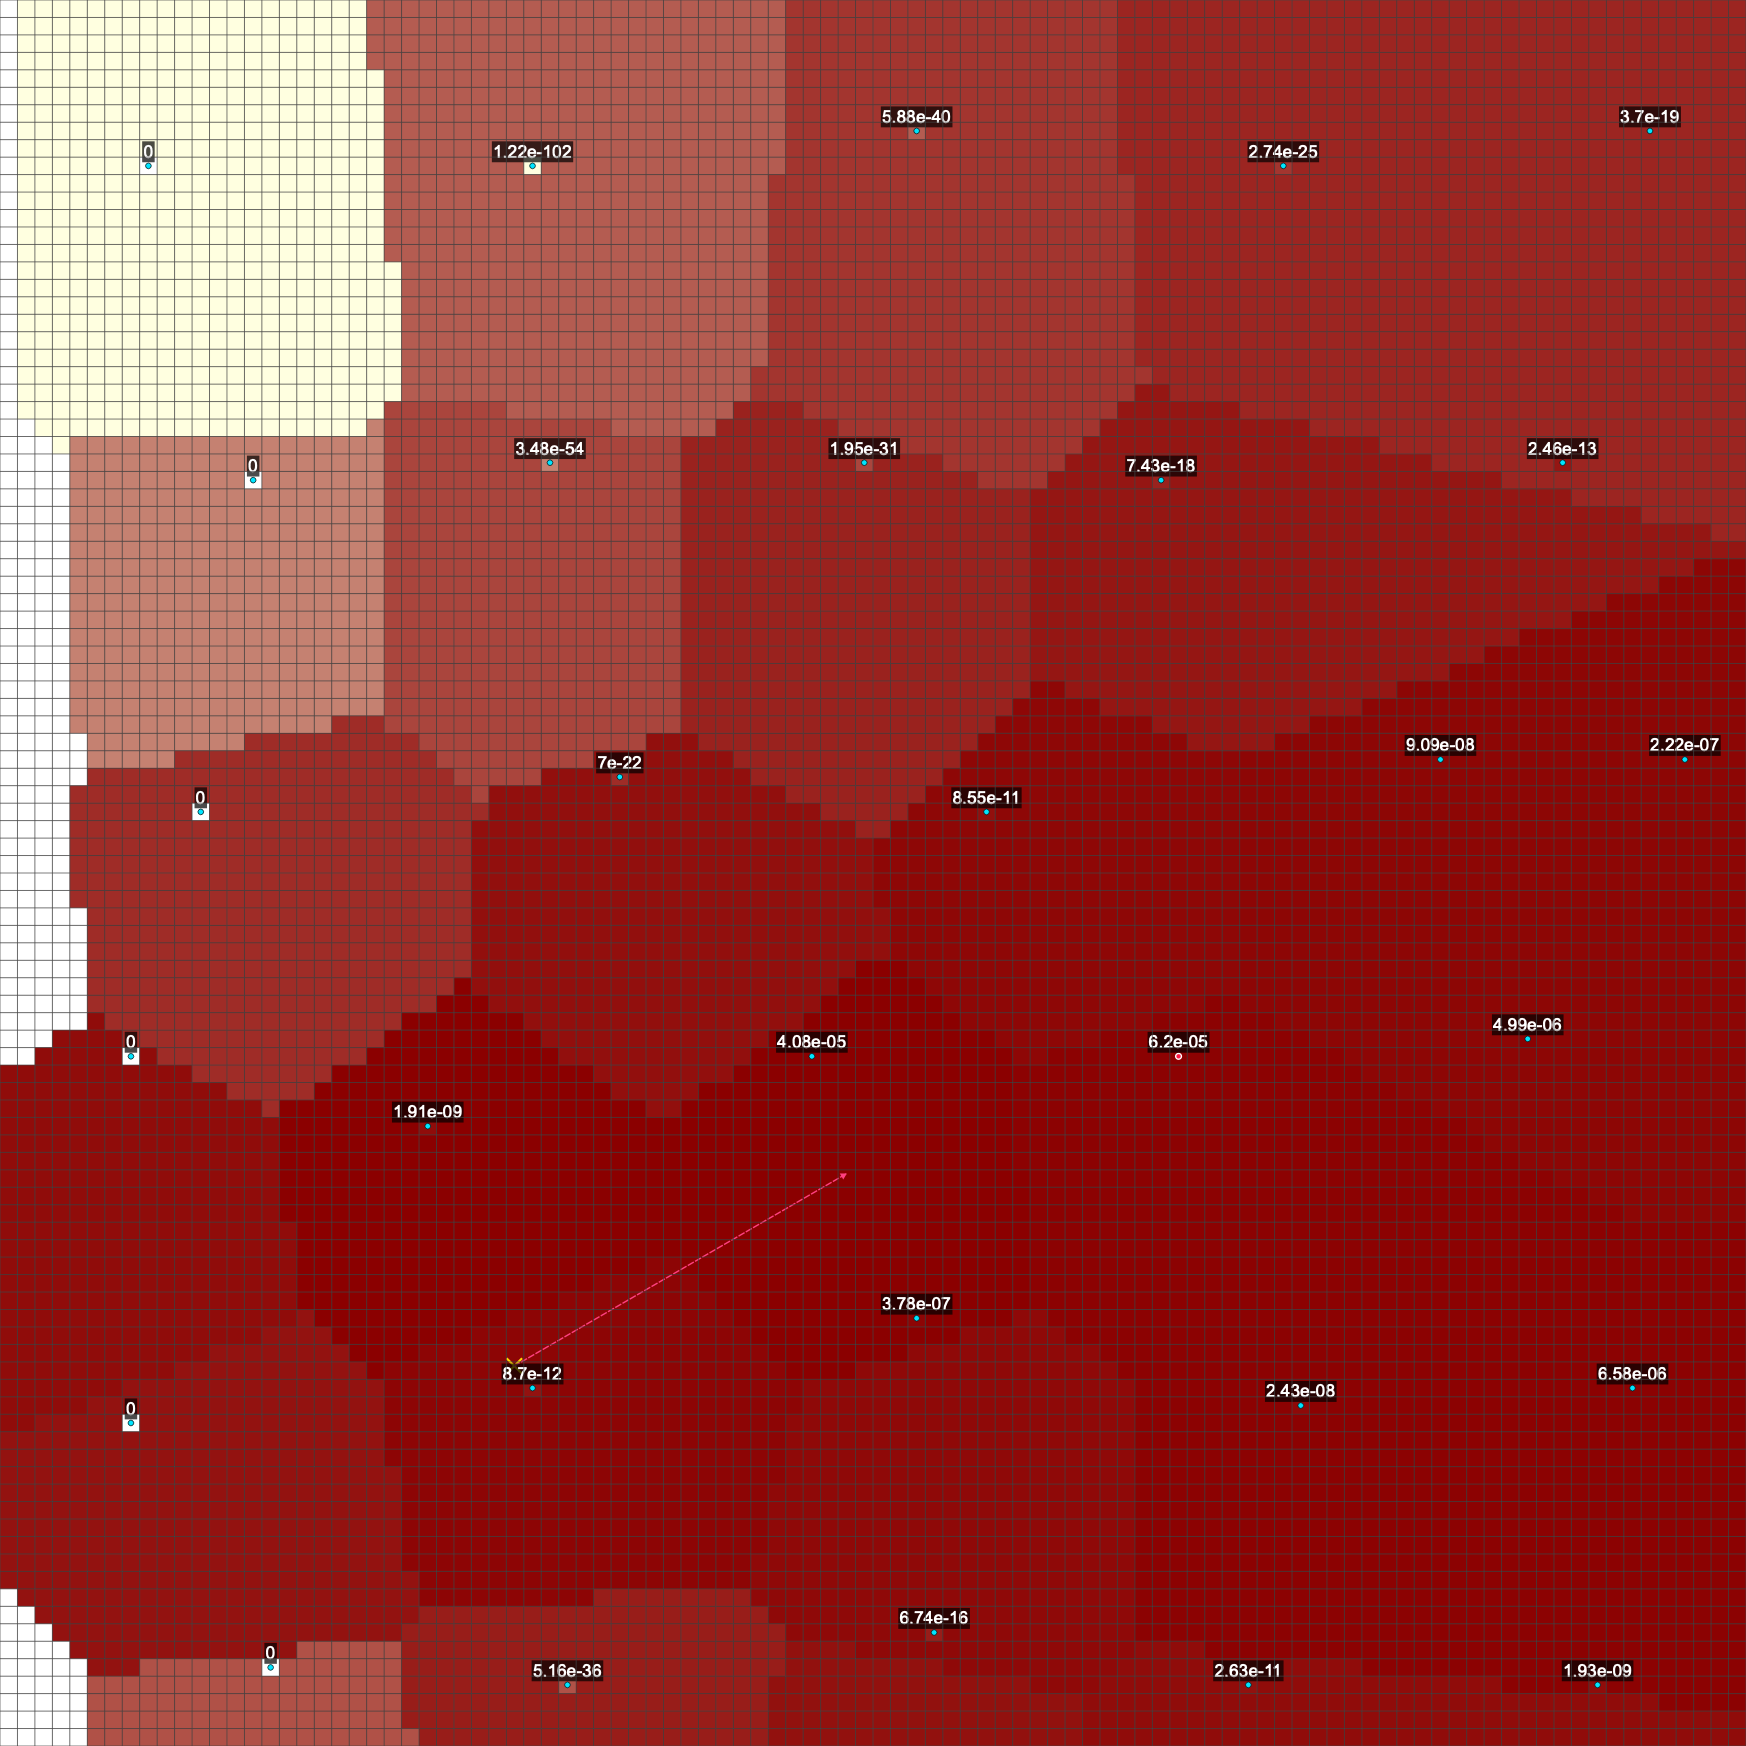 5.88e-40
3.7e-19
0
1.22e-102
2.74e-25
3.48e-54
1.95e-31
2.46e-13
0
7.43e-18
9.09e-08
2.22e-07
7e-22
0
8.55e-11
4.99e-06
0
4.08e-05
6.2e-05
1.91e-09
3.78e-07
8.7e-12
6.58e-06
2.43e-08
0
6.74e-16
0
5.16e-36
2.63e-11
1.93e-09